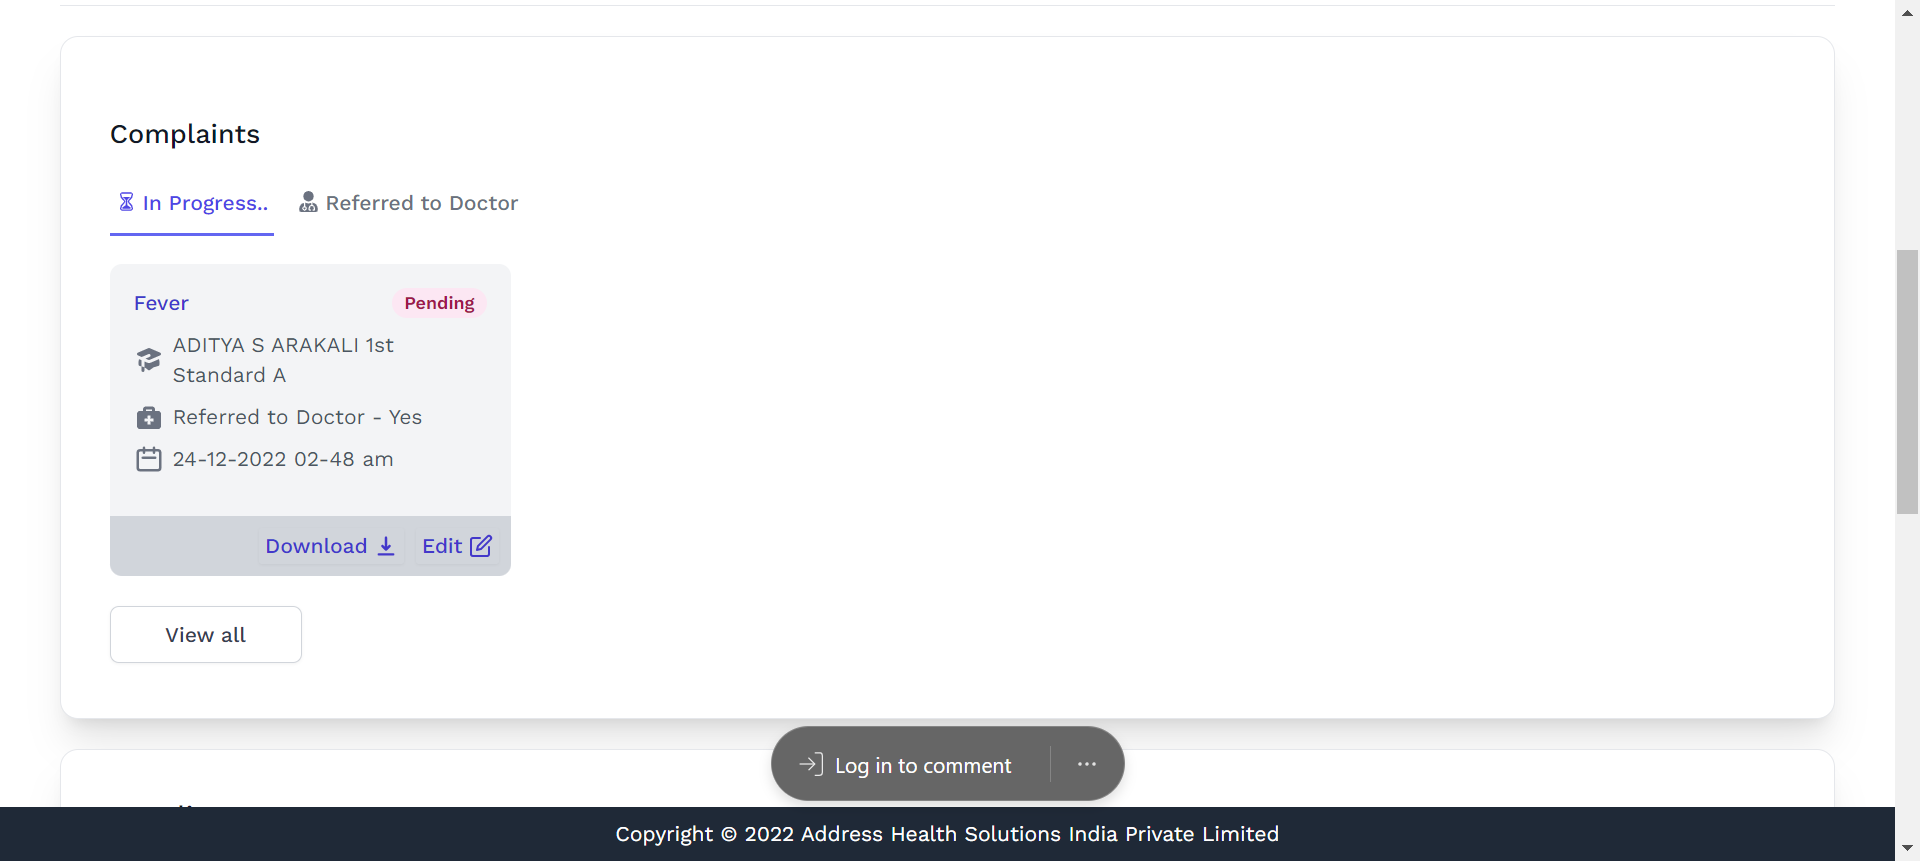 Complaints
In Progress..
Referred to Doctor
Fever
Pending
ADITYA S ARAKALI 1st
Standard A
Referred to Doctor - Yes
24-12-2022 02-48 am
Download
Edit
View all
Log in to comment
Copyright © 2022 Address Health Solutions India Private Limited